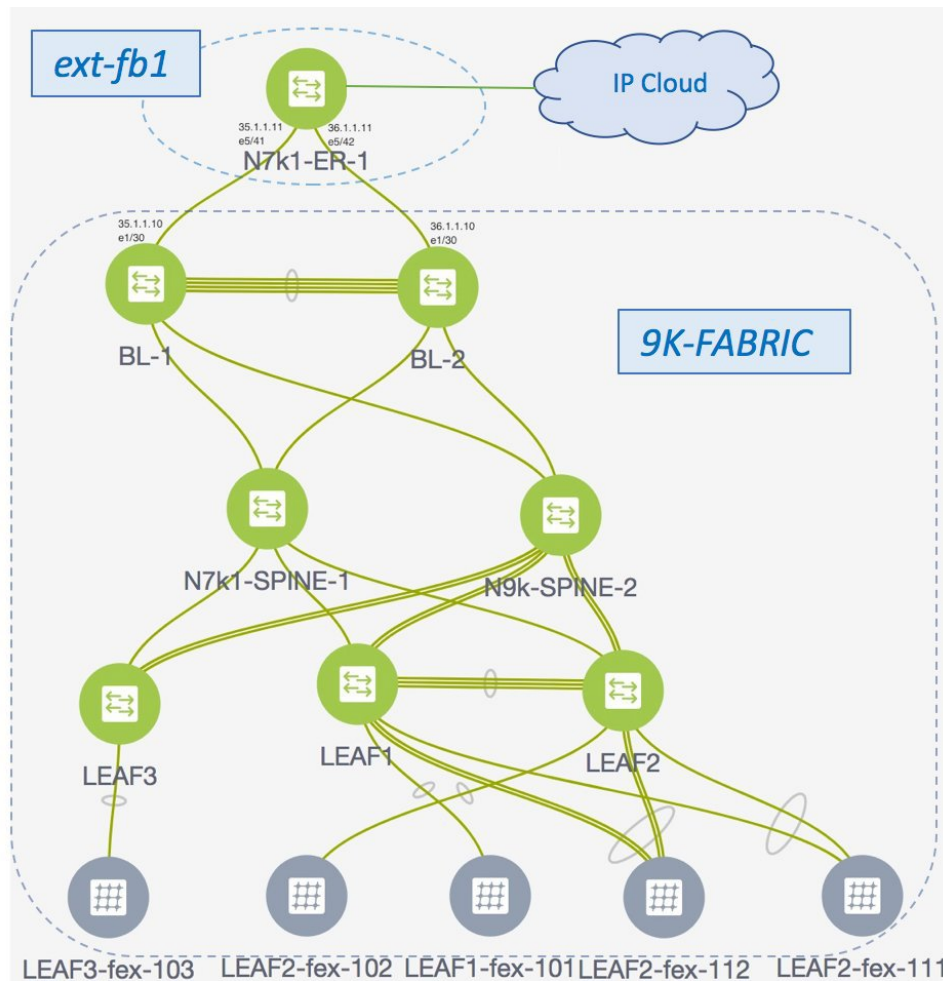 ext-fb1
IP Cloud
35.1.1.11
e5/41
36.1.1.11
e5/42
N7k1-ER-1
35.1.1.10
e1/30
36.1.1.10
e1/30
BL-1
BL-2
9K-FABRIC
N7k1-SPINE-1
N9k-SPINE-2
LEAF3
LEAF1
LEAF2
LEAF3-fex-103
LEAF2-fex-102
LEAF1-fex-101
LEAF2-fex-112
LEAF2-fex-111